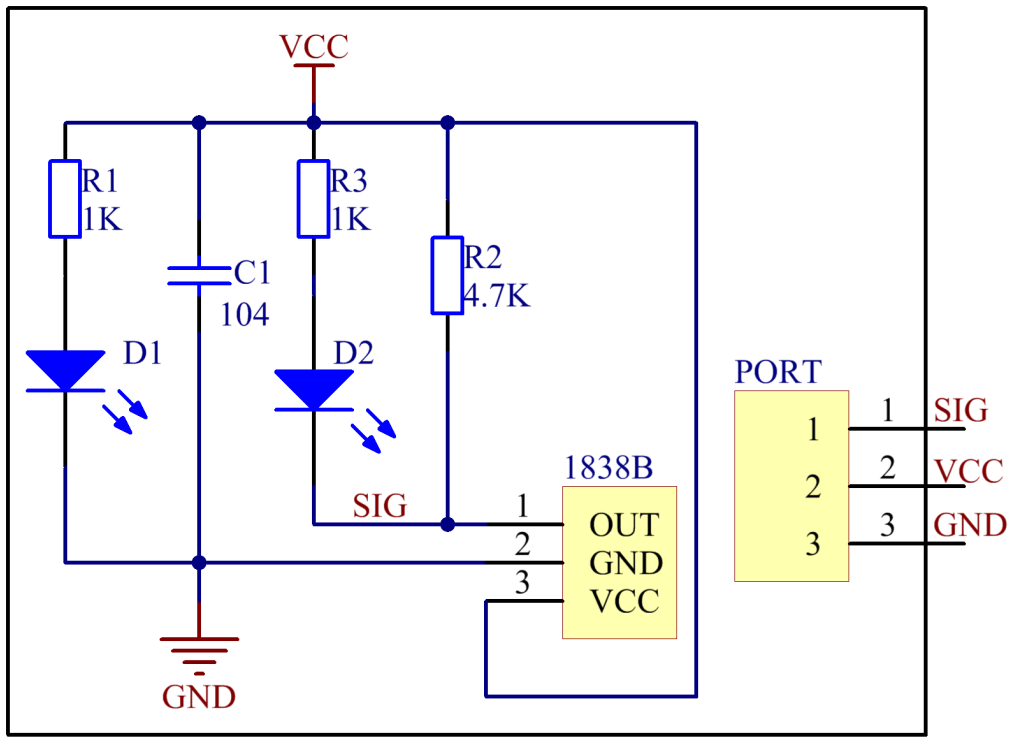 VCC
R1
1K
R3
1K
R2
4.7K
C1
104
D1
D2
PORT
1 1 SIG
2 2 VCC
3 3 GND
1838B
SIG
1 OUT
2 GND
3 VCC
GND